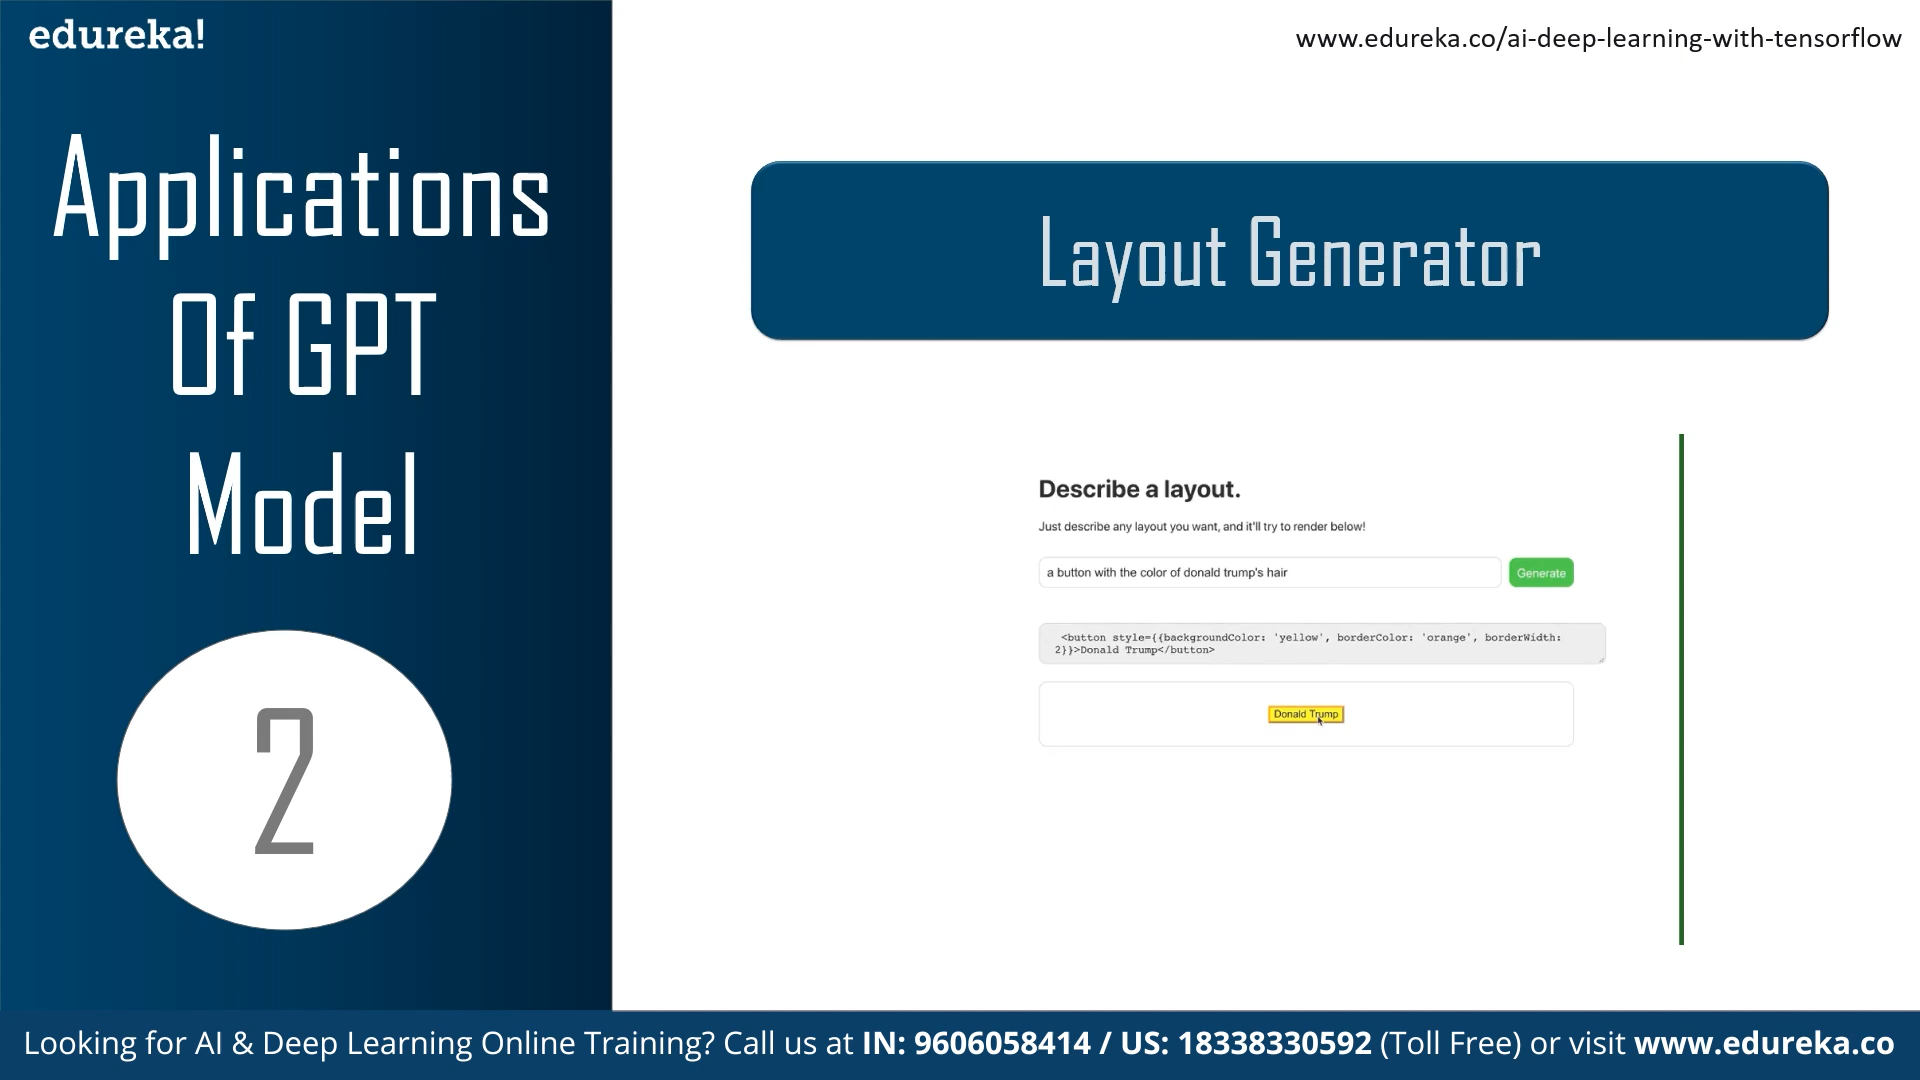 edureka!
www.edureka.co/ai-deep-learning-with-tensorflow
Applications
Of GPT
Model
2
Layout Generator
Describe a layout.
Just describe any layout you want, and it'll try to render below!
a button with the color of donald trump's hair
Generate
<button style={{backgroundColor: 'yellow', borderColor: 'orange', borderWidth:
2}}>Donald Trump</button>
Donald Trump
Looking for AI & Deep Learning Online Training? Call us at IN: 9606058414 / US: 18338330592 (Toll Free) or visit www.edureka.co